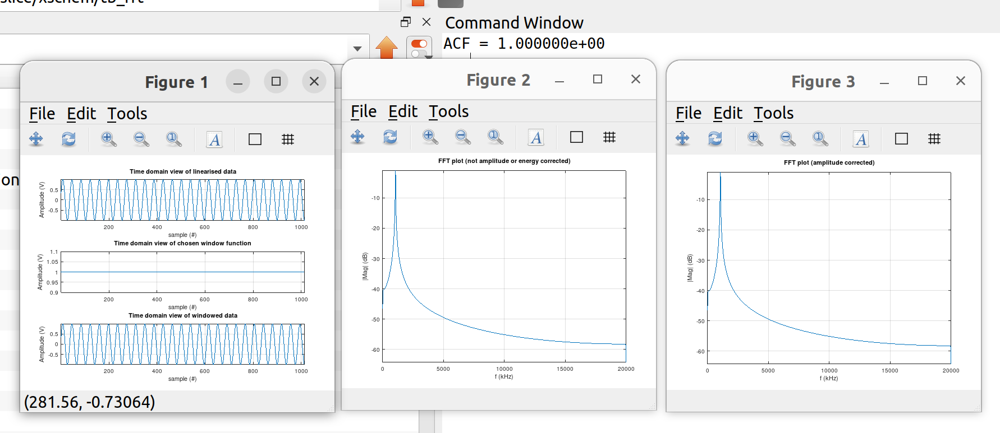 Command Window
ACF = 1.000000e+00
on
Figure 1
File Edit Tools
A
Time domain view of linearised data
Amplitude (V)
0.5
0
-0.5
200 400 600 800 1000
sample (#)
Time domain view of chosen window function
Amplitude (V)
1.1
1.05
1
0.95
0.9
200 400 600 800 1000
sample (#)
Time domain view of windowed data
Amplitude (V)
0.5
0
-0.5
200 400 600 800 1000
sample (#)
(281.56, -0.73064)
Figure 2
File Edit Tools
A
FFT plot (not amplitude or energy corrected)
|Mag| (dB)
-10
-20
-30
-40
-50
-60
0 5000 10000 15000 20000
f (kHz)
Figure 3
File Edit Tools
A
FFT plot (amplitude corrected)
|Mag| (dB)
-10
-20
-30
-40
-50
-60
0 5000 10000 15000 20000
f (kHz)